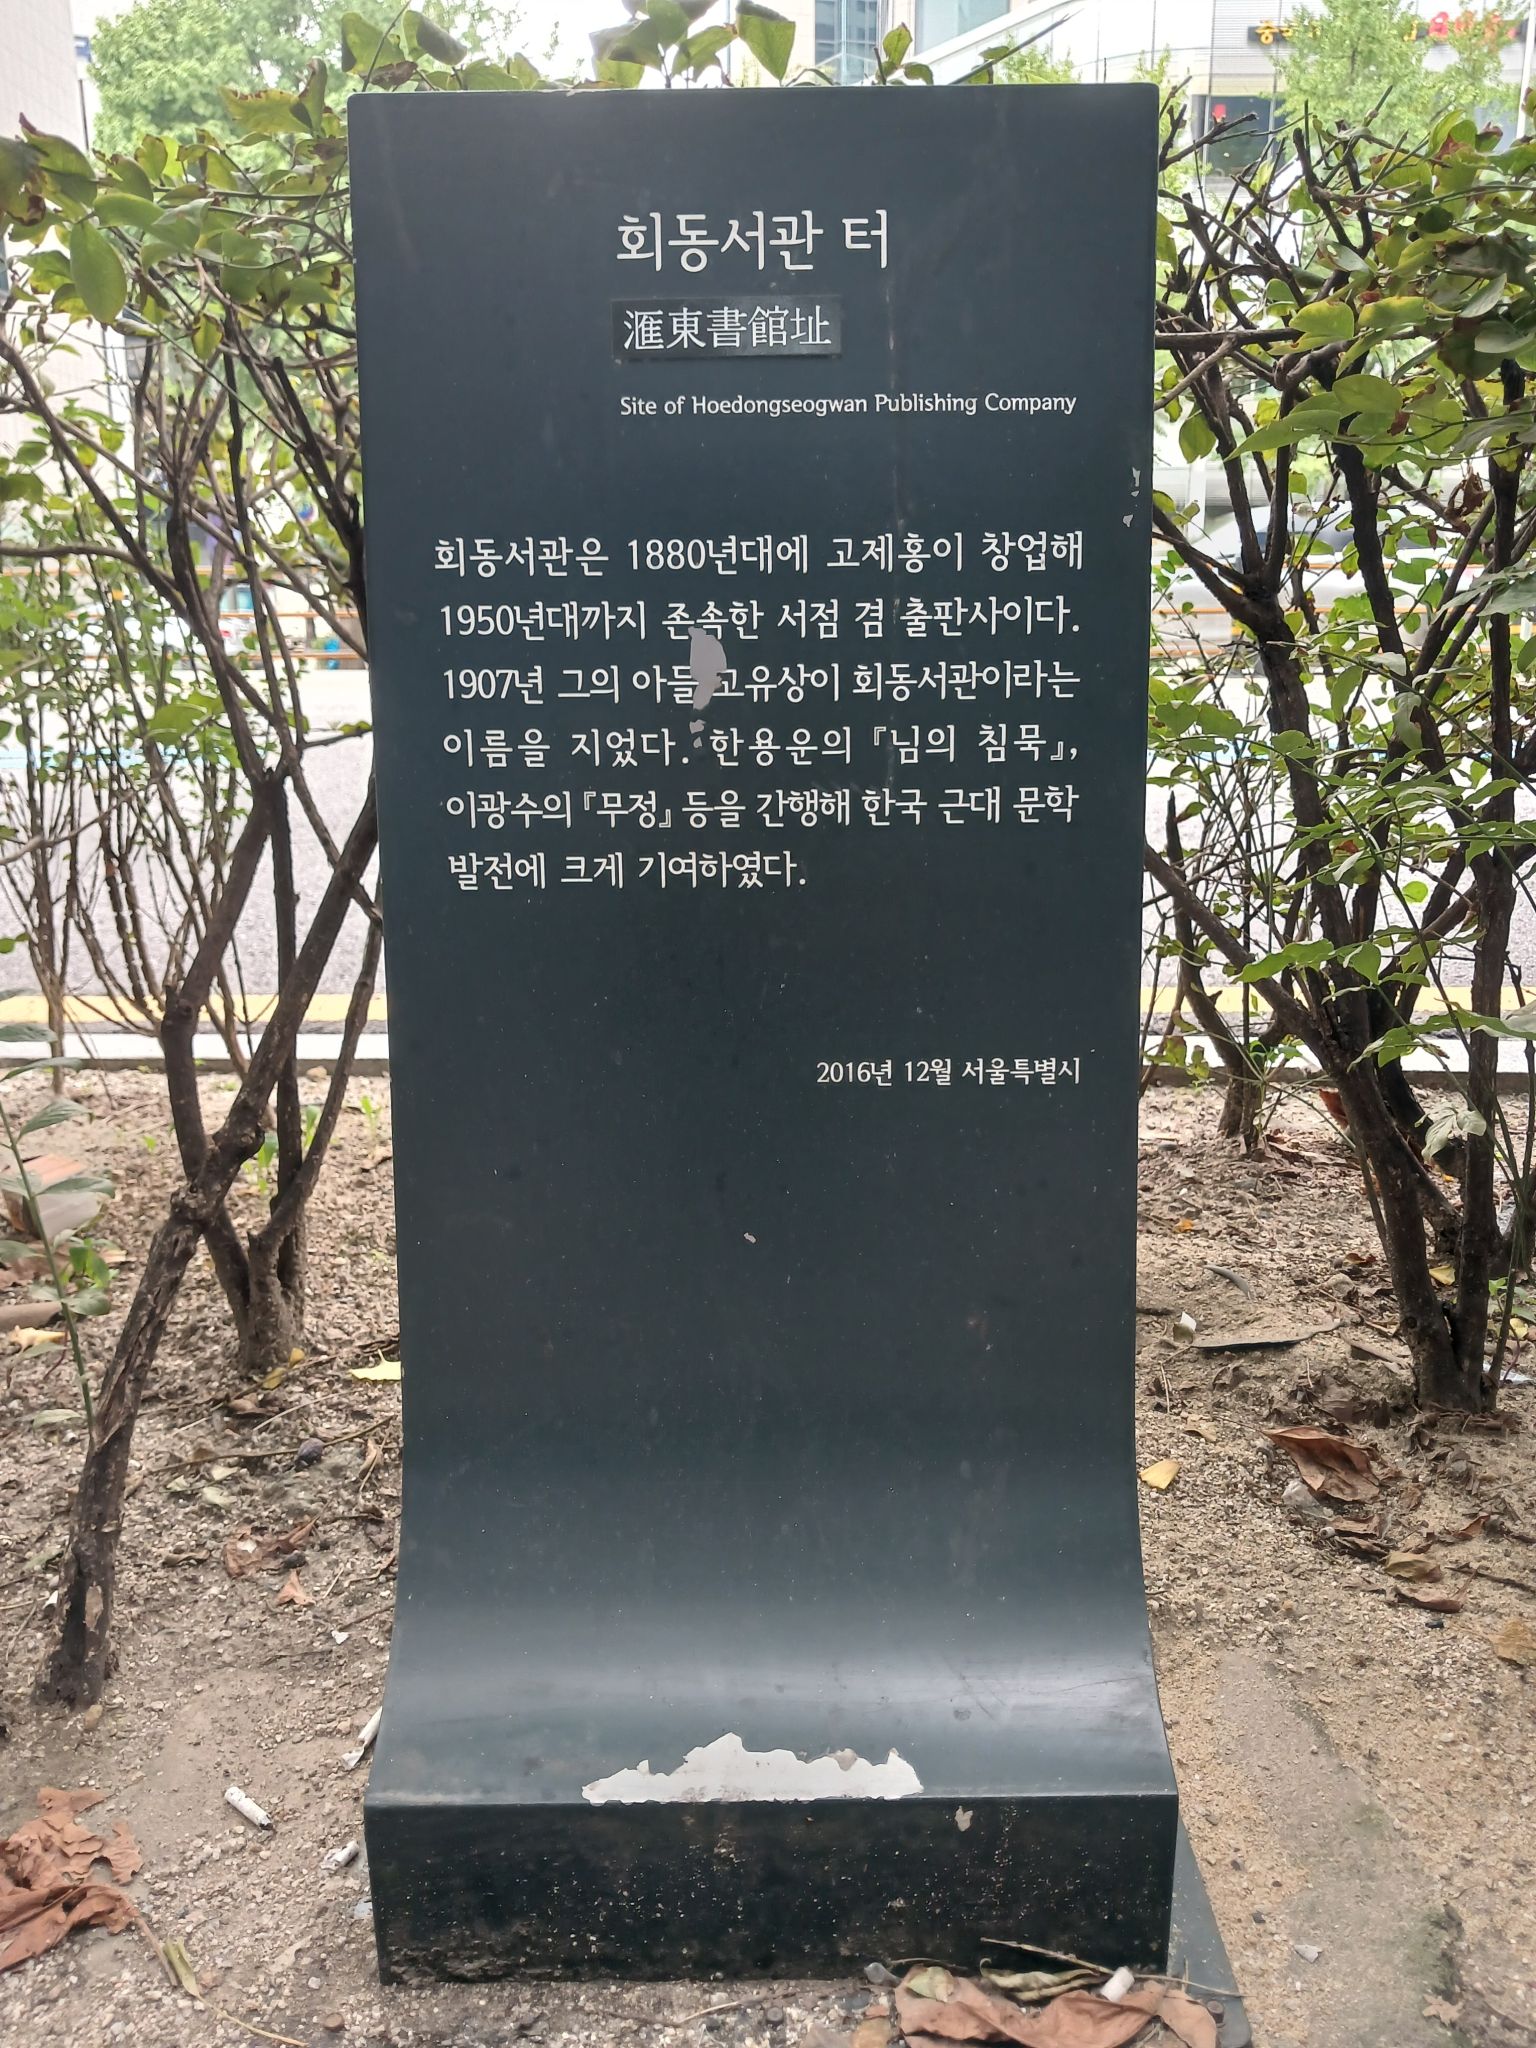 회동서관 터
滙東書館址
Site of Hoedongseogwan Publishing Company
회동서관은 1880년대에 고제홍이 창업해
1950년대까지 존속한 서점 겸 출판사이다.
1907년 그의 아들 고유상이 회동서관이라는
이름을 지었다. 한용운의 『님의 침묵』,
이광수의 『무정』 등을 간행해 한국 근대 문학
발전에 크게 기여하였다.
2016년 12월 서울특별시